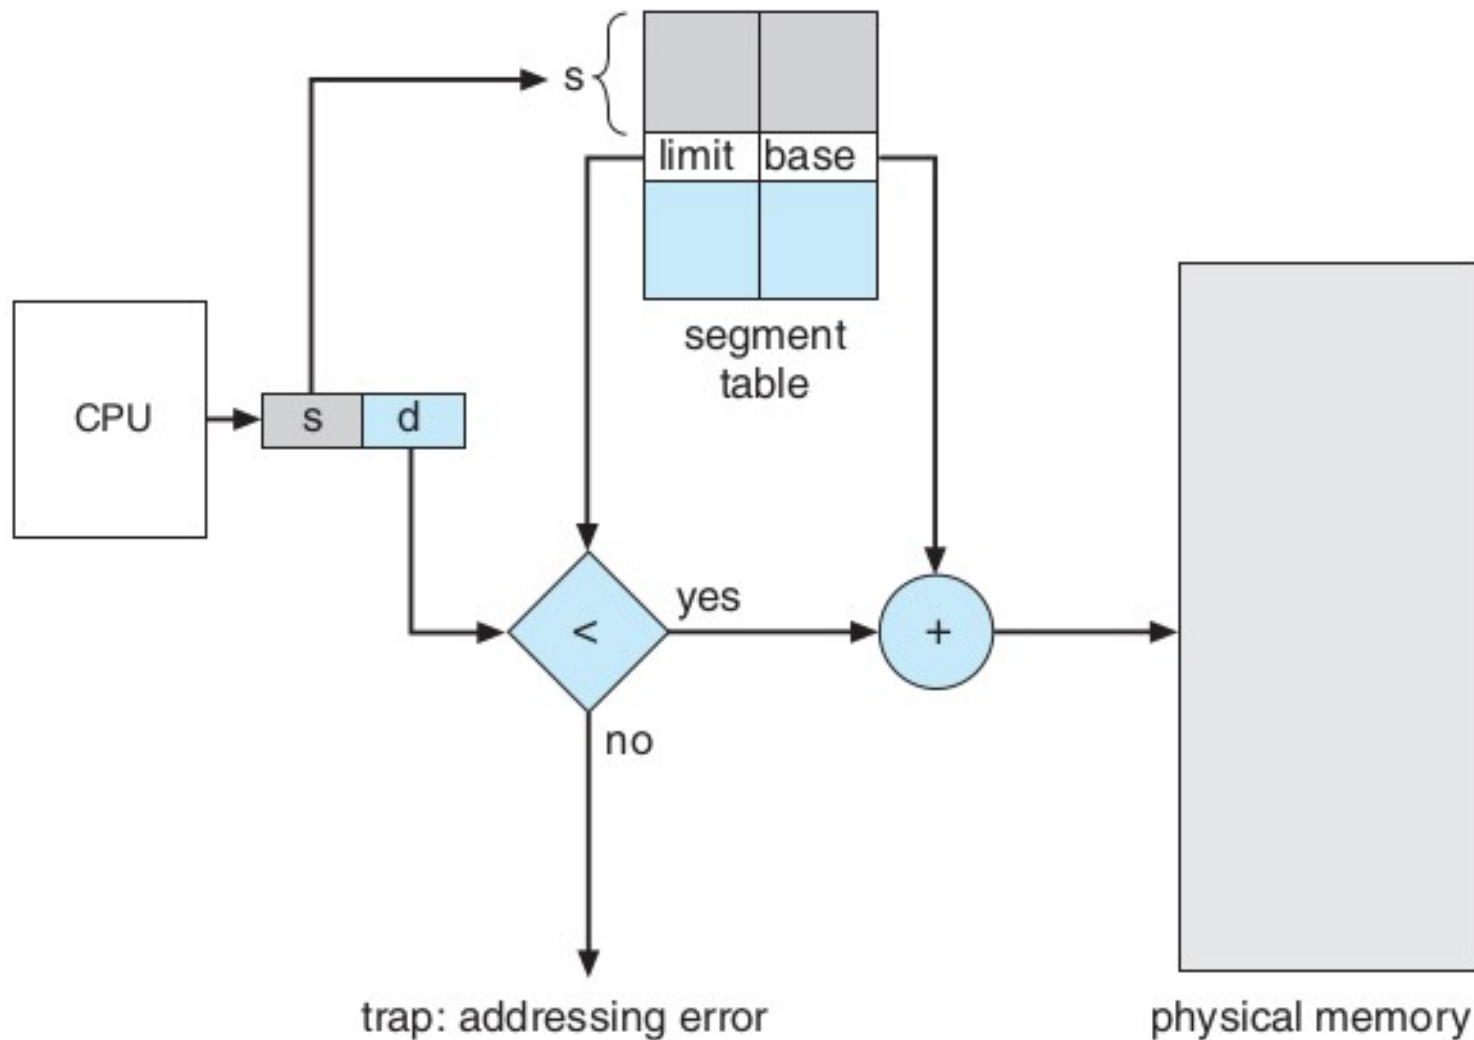 s
limit base
segment
table
CPU
s d
<
yes
+
no
trap: addressing error
physical memory